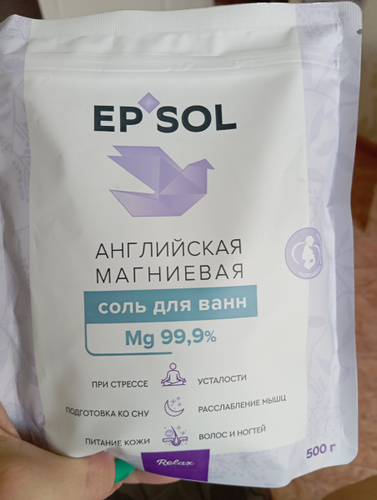 EP SOL
АНГЛИЙСКАЯ
МАГНИЕВАЯ
соль для ванн
Mg 99,9%
ПРИ СТРЕССЕ УСТАЛОСТИ
ПОДГОТОВКА КО СНУ РАССЛАБЛЕНИЕ МЫШЦ
ПИТАНИЕ КОЖИ ВОЛОС И НОГТЕЙ
Relax
500 г